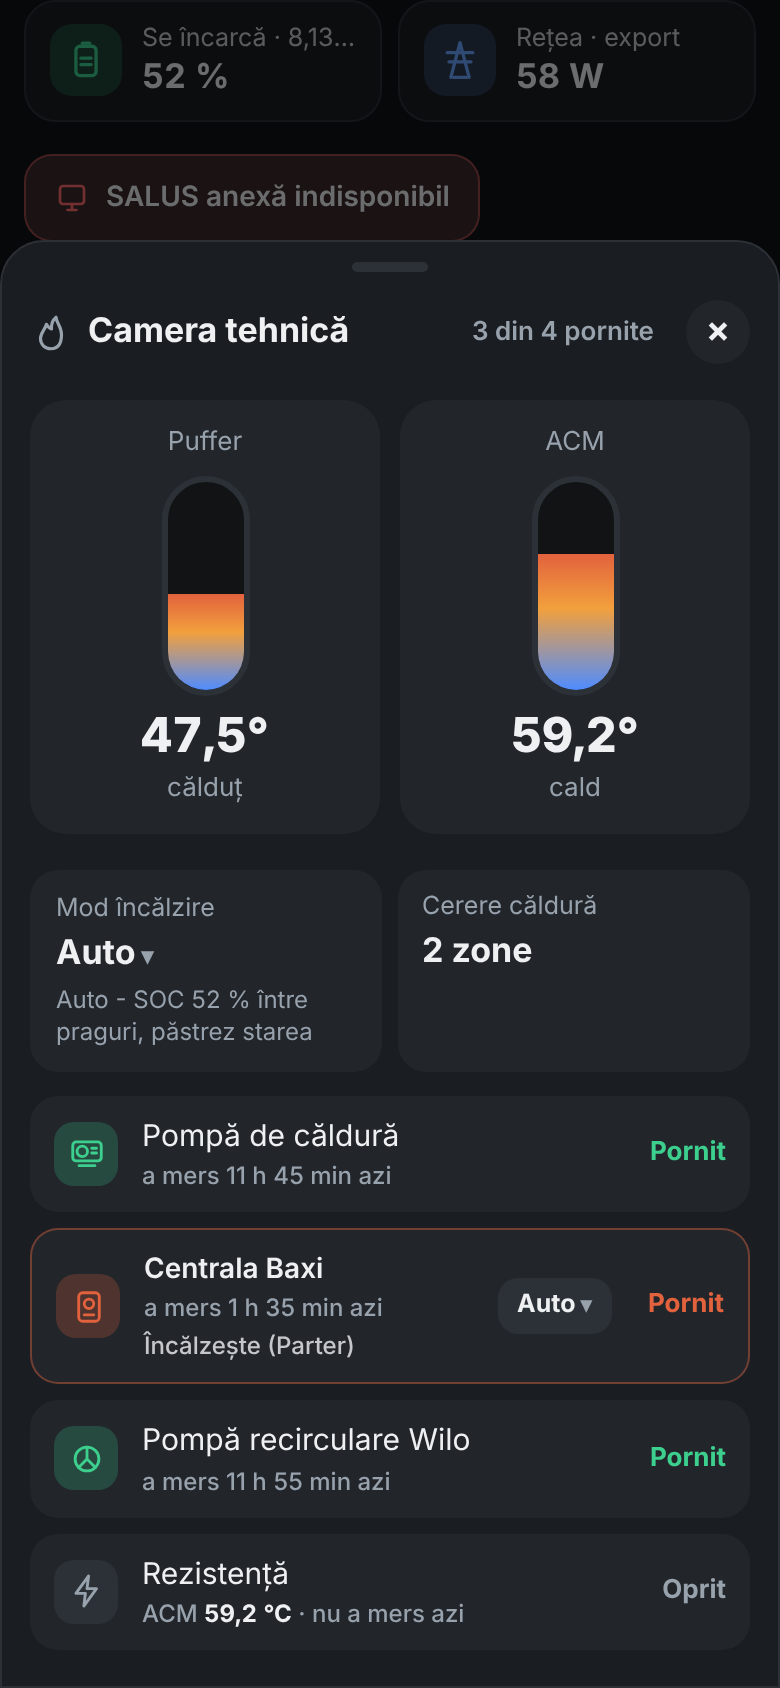 Se încarcă · 8,13...
52 %
Rețea · export
58 W
SALUS anexă indisponibil
Camera tehnică
3 din 4 pornite
Puffer
47,5°
călduț
ACM
59,2°
cald
Mod încălzire
Auto ▾
Auto - SOC 52 % între
praguri, păstrez starea
Cerere căldură
2 zone
Pompă de căldură
a mers 11 h 45 min azi
Pornit
Centrala Baxi
a mers 1 h 35 min azi
Încălzește (Parter)
Auto ▾
Pornit
Pompă recirculare Wilo
a mers 11 h 55 min azi
Pornit
Rezistență
ACM 59,2 °C · nu a mers azi
Oprit